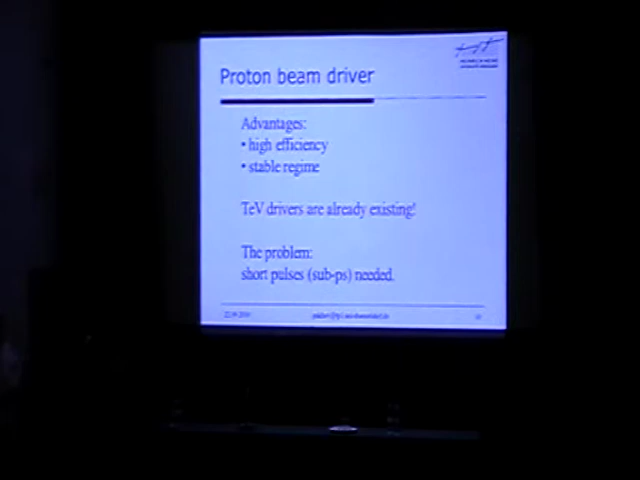 Proton beam driver
Advantages:
• high efficiency
• stable regime
TeV drivers are already existing!
The problem:
short pulses (sub-ps) needed.